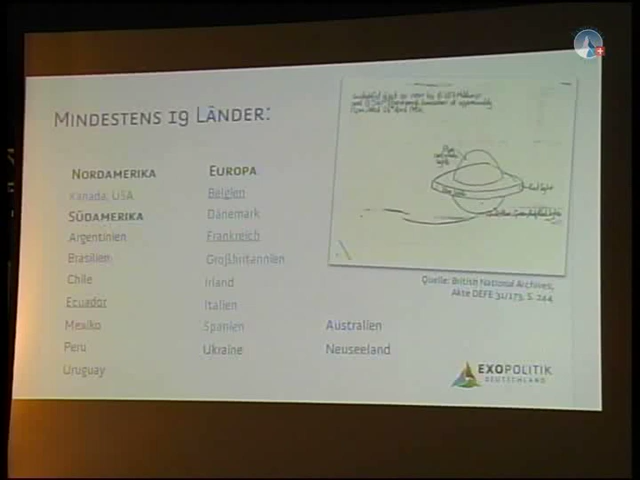 MINDESTENS 19 LÄNDER:
NORDAMERIKA
Kanada, USA
SÜDAMERIKA
Argentinien
Brasilien
Chile
Ecuador
Mexiko
Peru
Uruguay
EUROPA
Belgien
Dänemark
Frankreich
Großbritannien
Irland
Italien
Spanien
Ukraine
Australien
Neuseeland
Quelle: British National Archives,
Akte DEFE 31/173, S. 244
EXOPOLITIK
DEUTSCHLAND